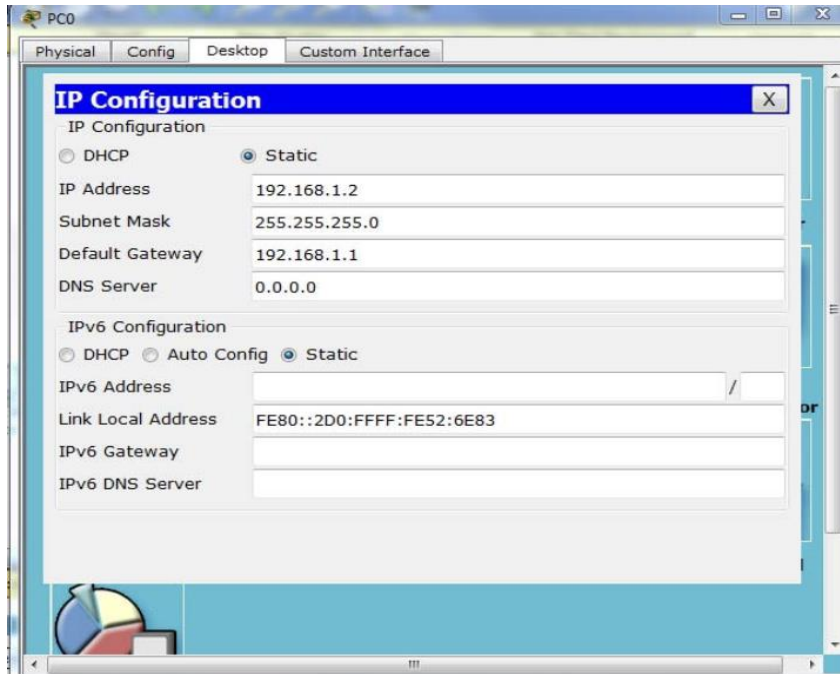 PC0
Physical Config Desktop Custom Interface
IP Configuration X
IP Configuration
DHCP Static
IP Address 192.168.1.2
Subnet Mask 255.255.255.0
Default Gateway 192.168.1.1
DNS Server 0.0.0.0
IPv6 Configuration
DHCP Auto Config Static
IPv6 Address /
Link Local Address FE80::2D0:FFFF:FE52:6E83
IPv6 Gateway
IPv6 DNS Server
or